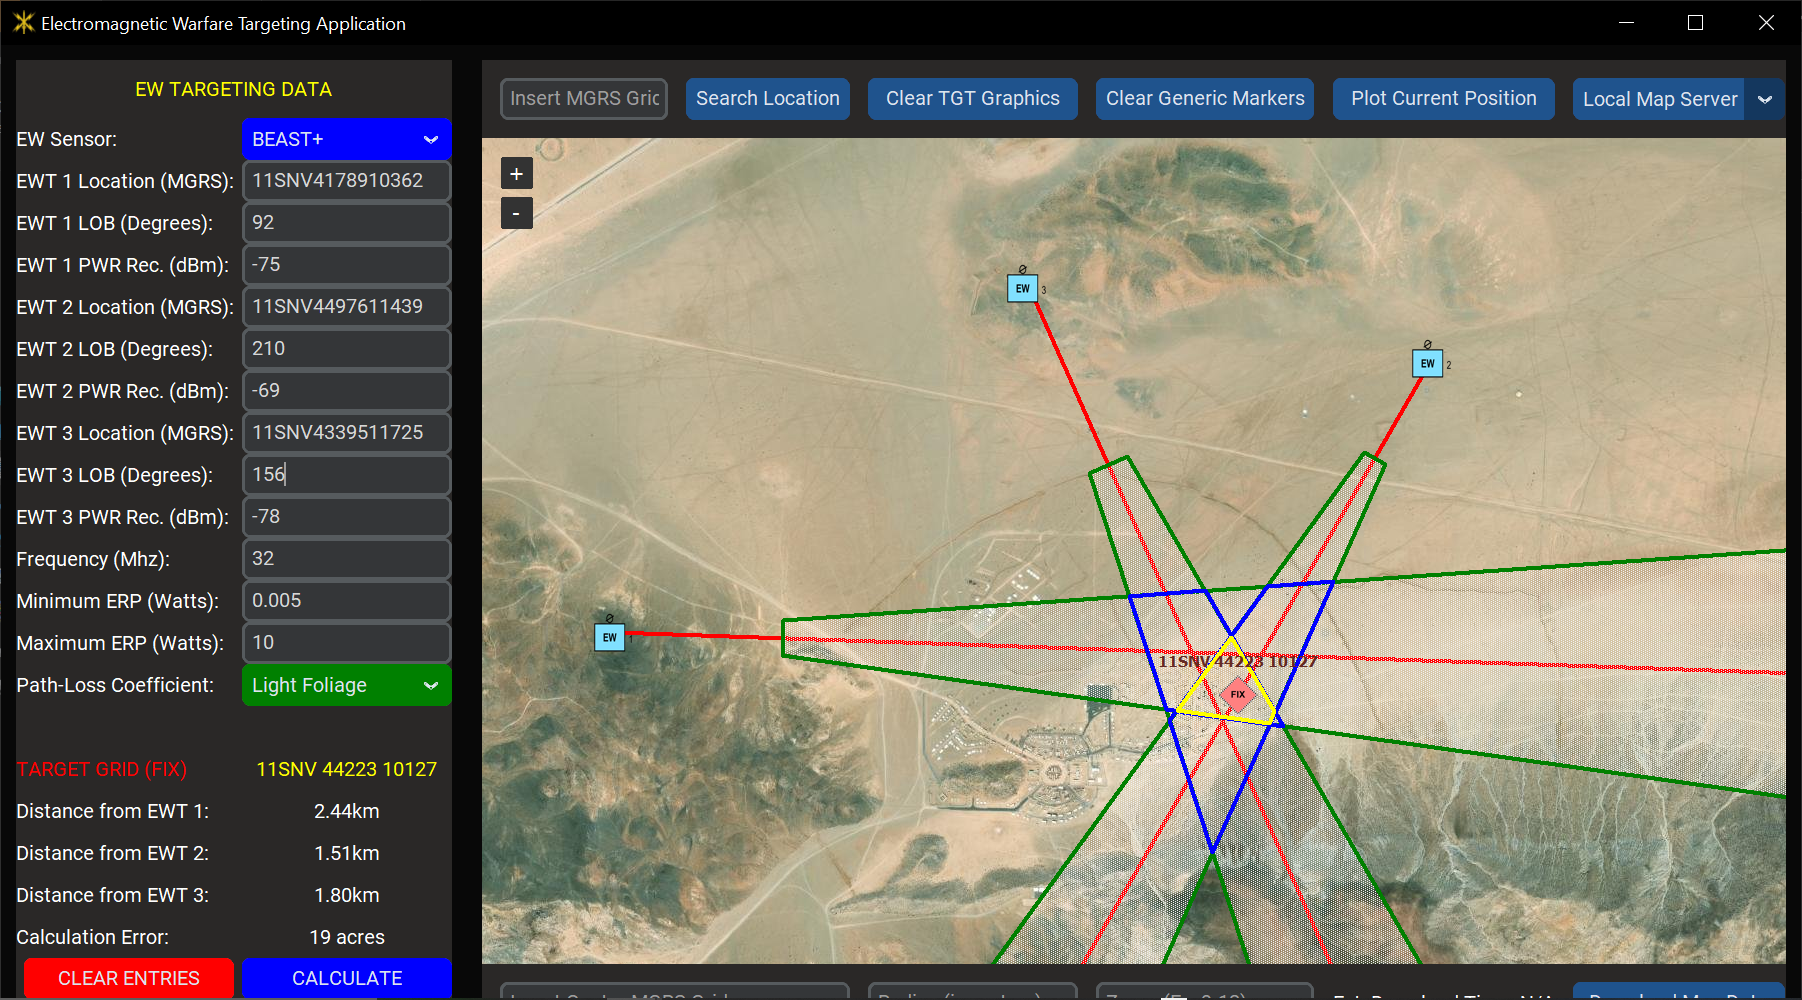 Electromagnetic Warfare Targeting Application
EW TARGETING DATA
EW Sensor: BEAST+
EWT 1 Location (MGRS): 11SNV4178910362
EWT 1 LOB (Degrees): 92
EWT 1 PWR Rec. (dBm): -75
EWT 2 Location (MGRS): 11SNV4497611439
EWT 2 LOB (Degrees): 210
EWT 2 PWR Rec. (dBm): -69
EWT 3 Location (MGRS): 11SNV4339511725
EWT 3 LOB (Degrees): 156
EWT 3 PWR Rec. (dBm): -78
Frequency (Mhz): 32
Minimum ERP (Watts): 0.005
Maximum ERP (Watts): 10
Path-Loss Coefficient: Light Foliage
TARGET GRID (FIX) 11SNV 44223 10127
Distance from EWT 1: 2.44km
Distance from EWT 2: 1.51km
Distance from EWT 3: 1.80km
Calculation Error: 19 acres
CLEAR ENTRIES CALCULATE
Insert MGRS Gric Search Location Clear TGT Graphics Clear Generic Markers Plot Current Position Local Map Server
+
-
EW 3
EW 2
EW 1
11SNV 44223 10127
FIX